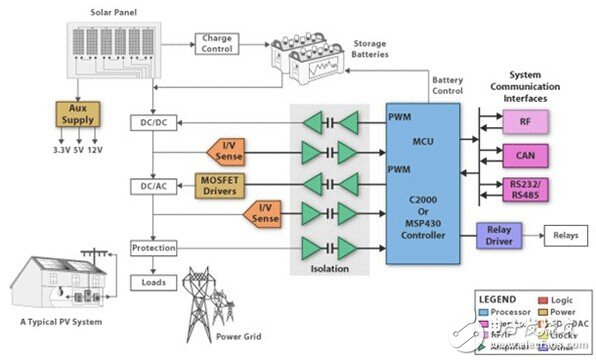 Solar Panel
Charge
Control
Storage
Batteries
Battery
Control
System
Communication
Interfaces
Aux
Supply
3.3V 5V 12V
DC/DC
PWM
MCU
RF
I/V
Sense
CAN
DC/AC
MOSFET
Drivers
PWM
RS232/
RS485
C2000
Or
MSP430
Controller
I/V
Sense
Relay
Driver
Relays
Protection
Isolation
Loads
A Typical PV System
Power Grid
LEGEND
Processor
Amplifier
Logic
Power
Clocks
Other